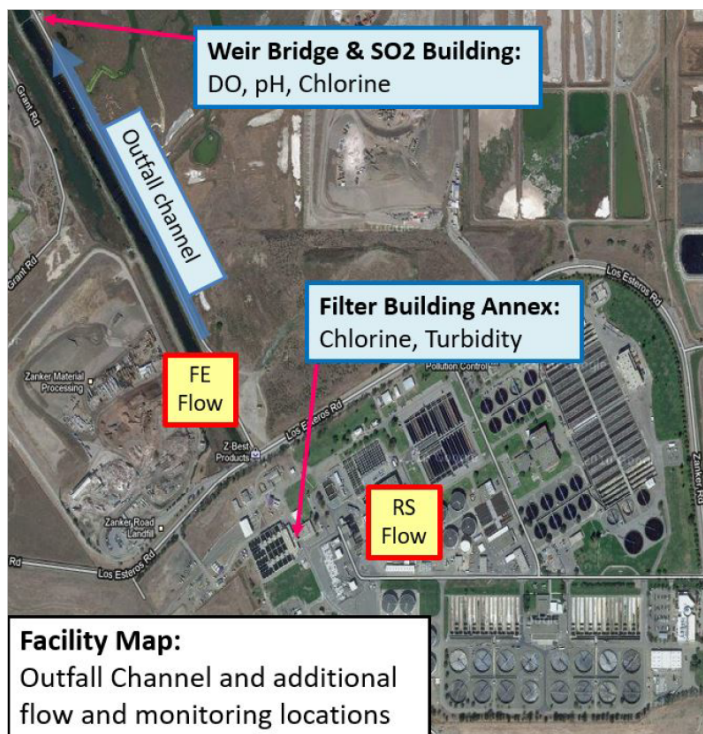 Weir Bridge & SO2 Building:
DO, pH, Chlorine
Grant Rd
Outfall channel
Grant Rd
Los Esteros Rd
Filter Building Annex:
Chlorine, Turbidity
Pollution Control
FE
Flow
Zanker Material
Processing
Los Esteros Rd
Z Best
Products
Zanker Rd
RS
Flow
Zanker Road
Landfill
Rd
Los Esteros Rd
Facility Map:
Outfall Channel and additional
flow and monitoring locations